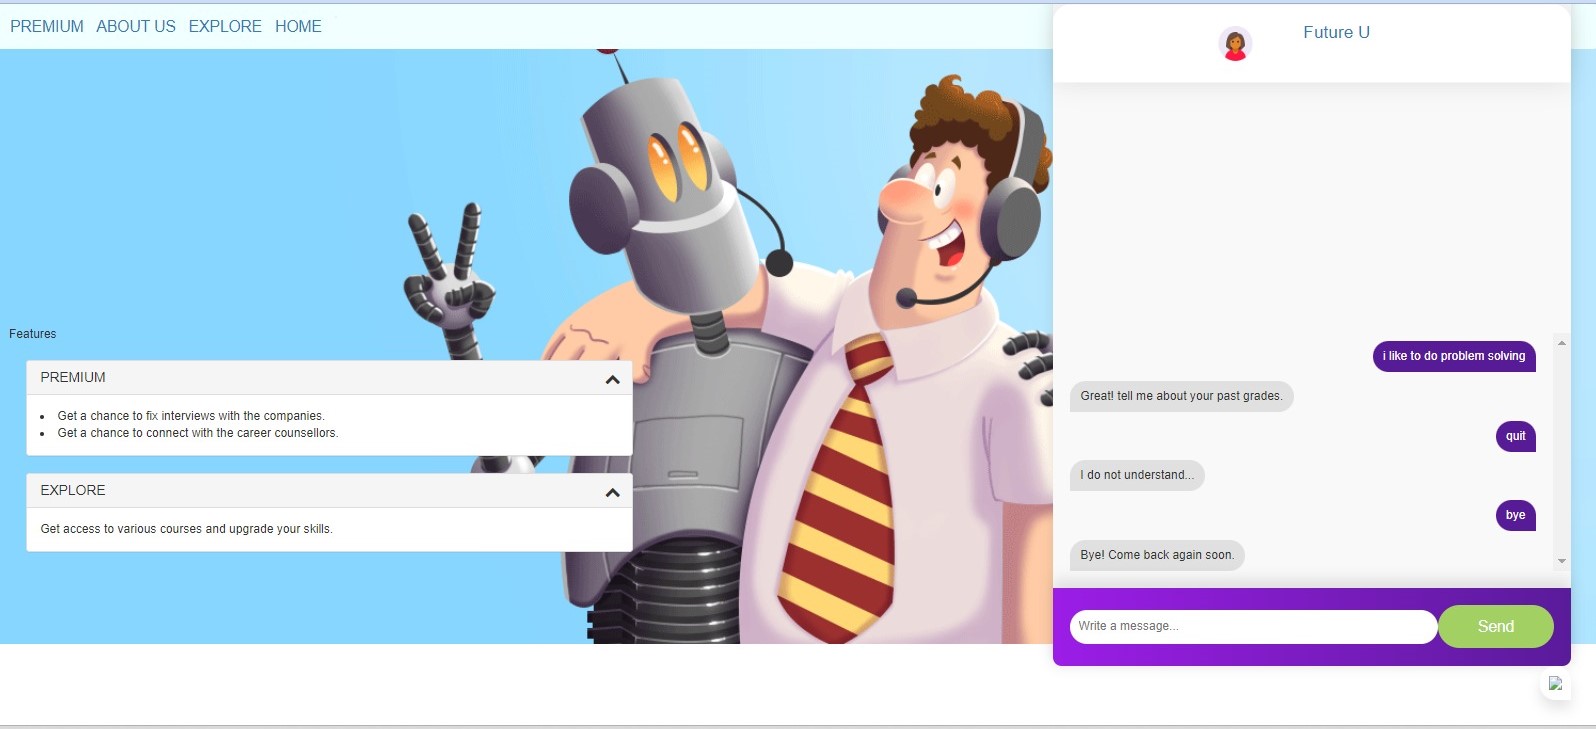 PREMIUM ABOUT US EXPLORE HOME
Future U
Features
PREMIUM
Get a chance to fix interviews with the companies.
Get a chance to connect with the career counsellors.
EXPLORE
Get access to various courses and upgrade your skills.
i like to do problem solving
Great! tell me about your past grades.
quit
I do not understand...
bye
Bye! Come back again soon.
Write a message...
Send